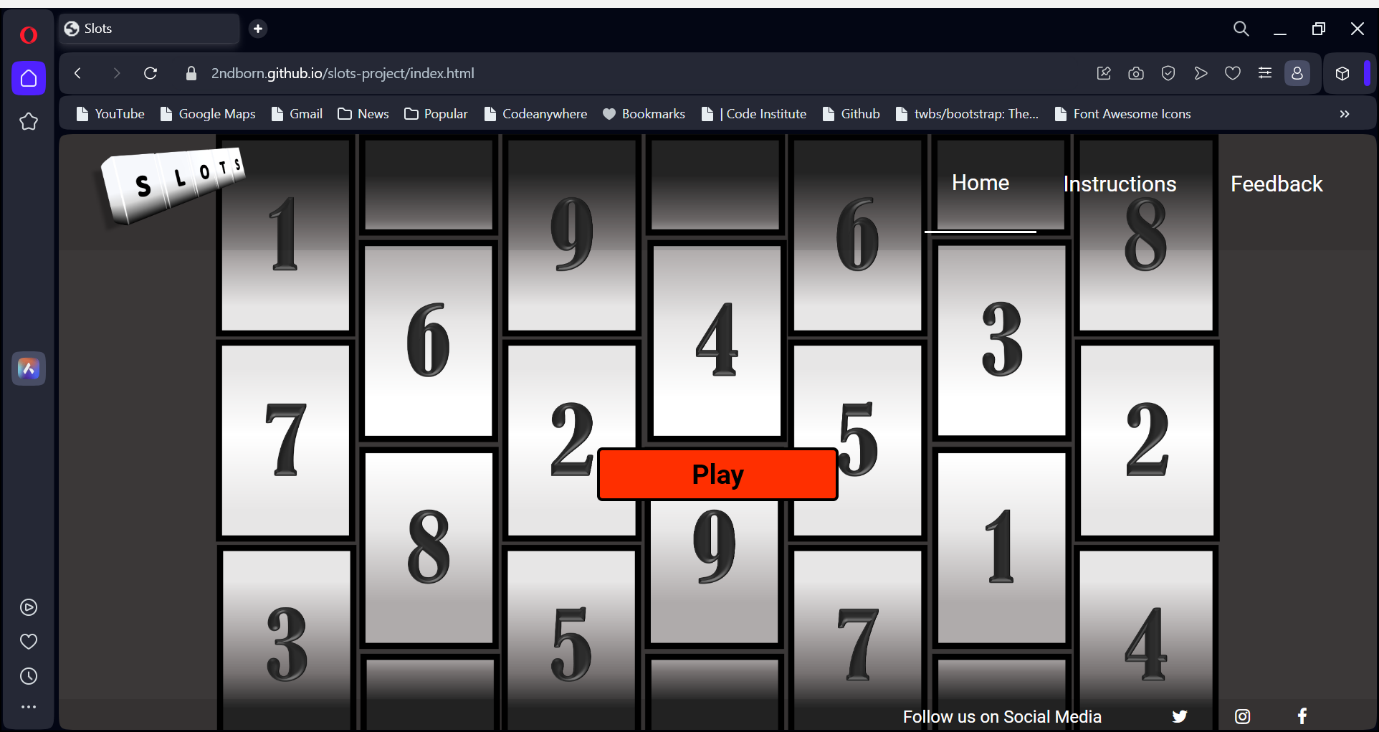 Slots
2ndborn.github.io/slots-project/index.html
YouTube Google Maps Gmail News Popular Codeanywhere Bookmarks | Code Institute Github twbs/bootstrap: The... Font Awesome Icons
SLOTS
Home Instructions Feedback
1 9 6 8
6 4 3
7 2 5 2
Play
8 9 1
3 5 7 4
Follow us on Social Media